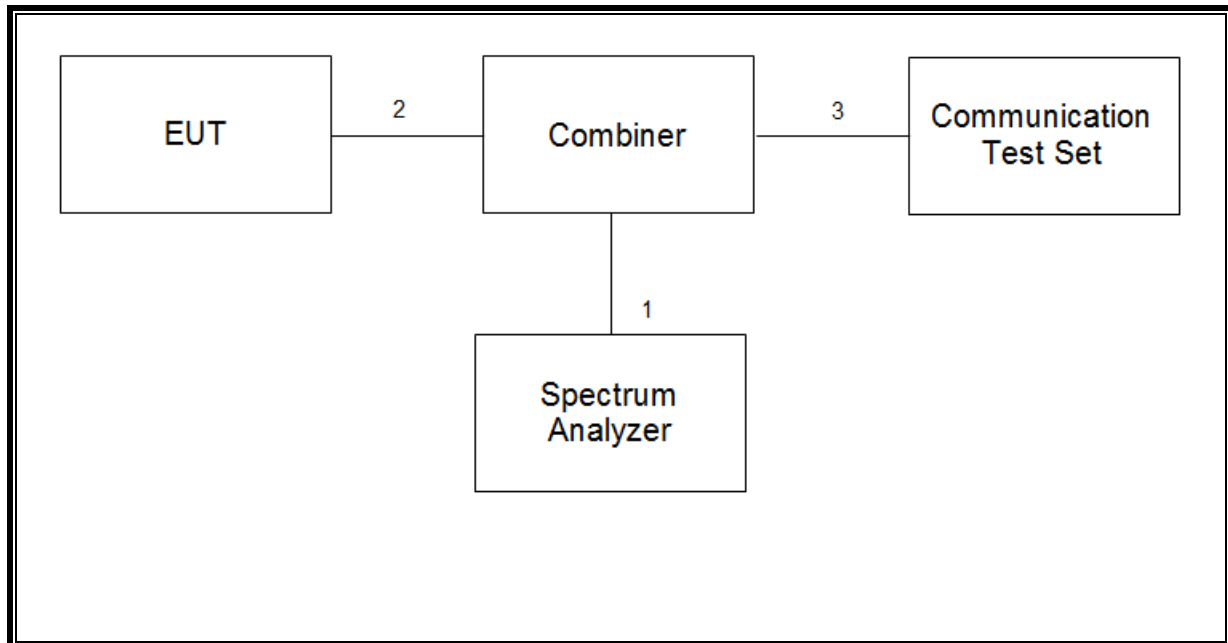 EUT
2
Combiner
3
Communication
Test Set
1
Spectrum
Analyzer